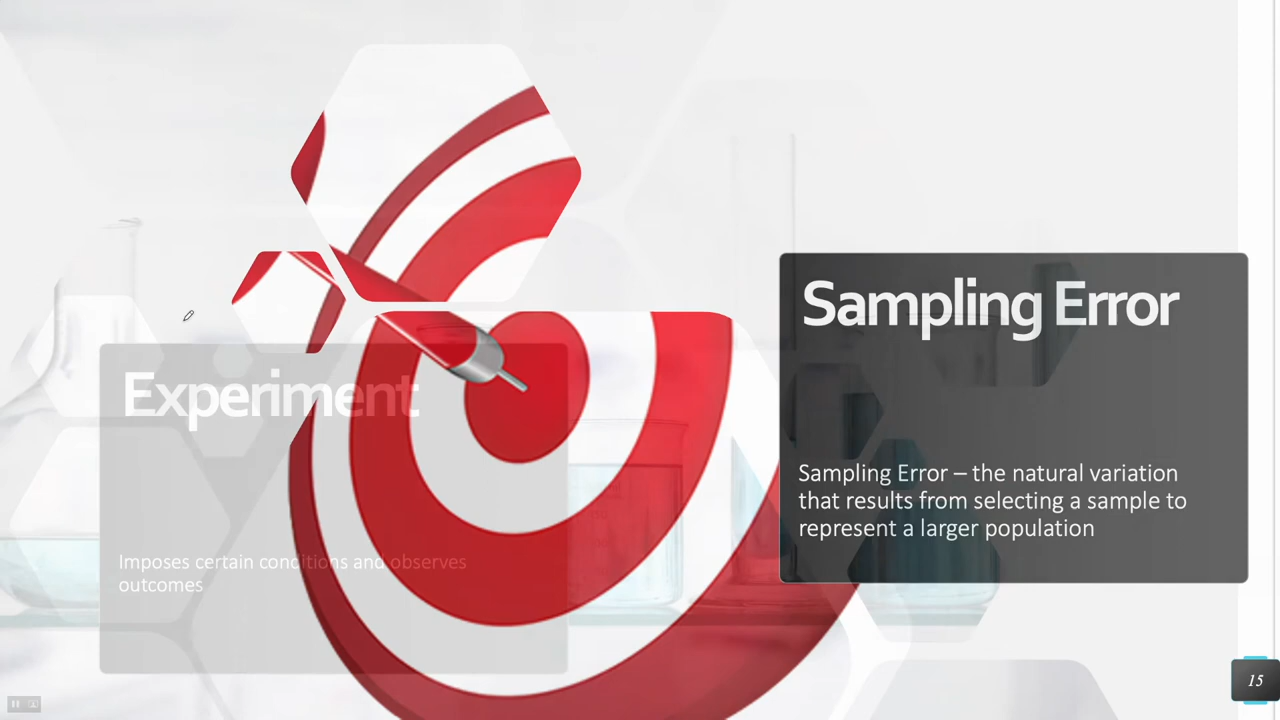 Sampling Error
Sampling Error – the natural variation
that results from selecting a sample to
represent a larger population
Experiment
Imposes certain conditions and observes
outcomes
15